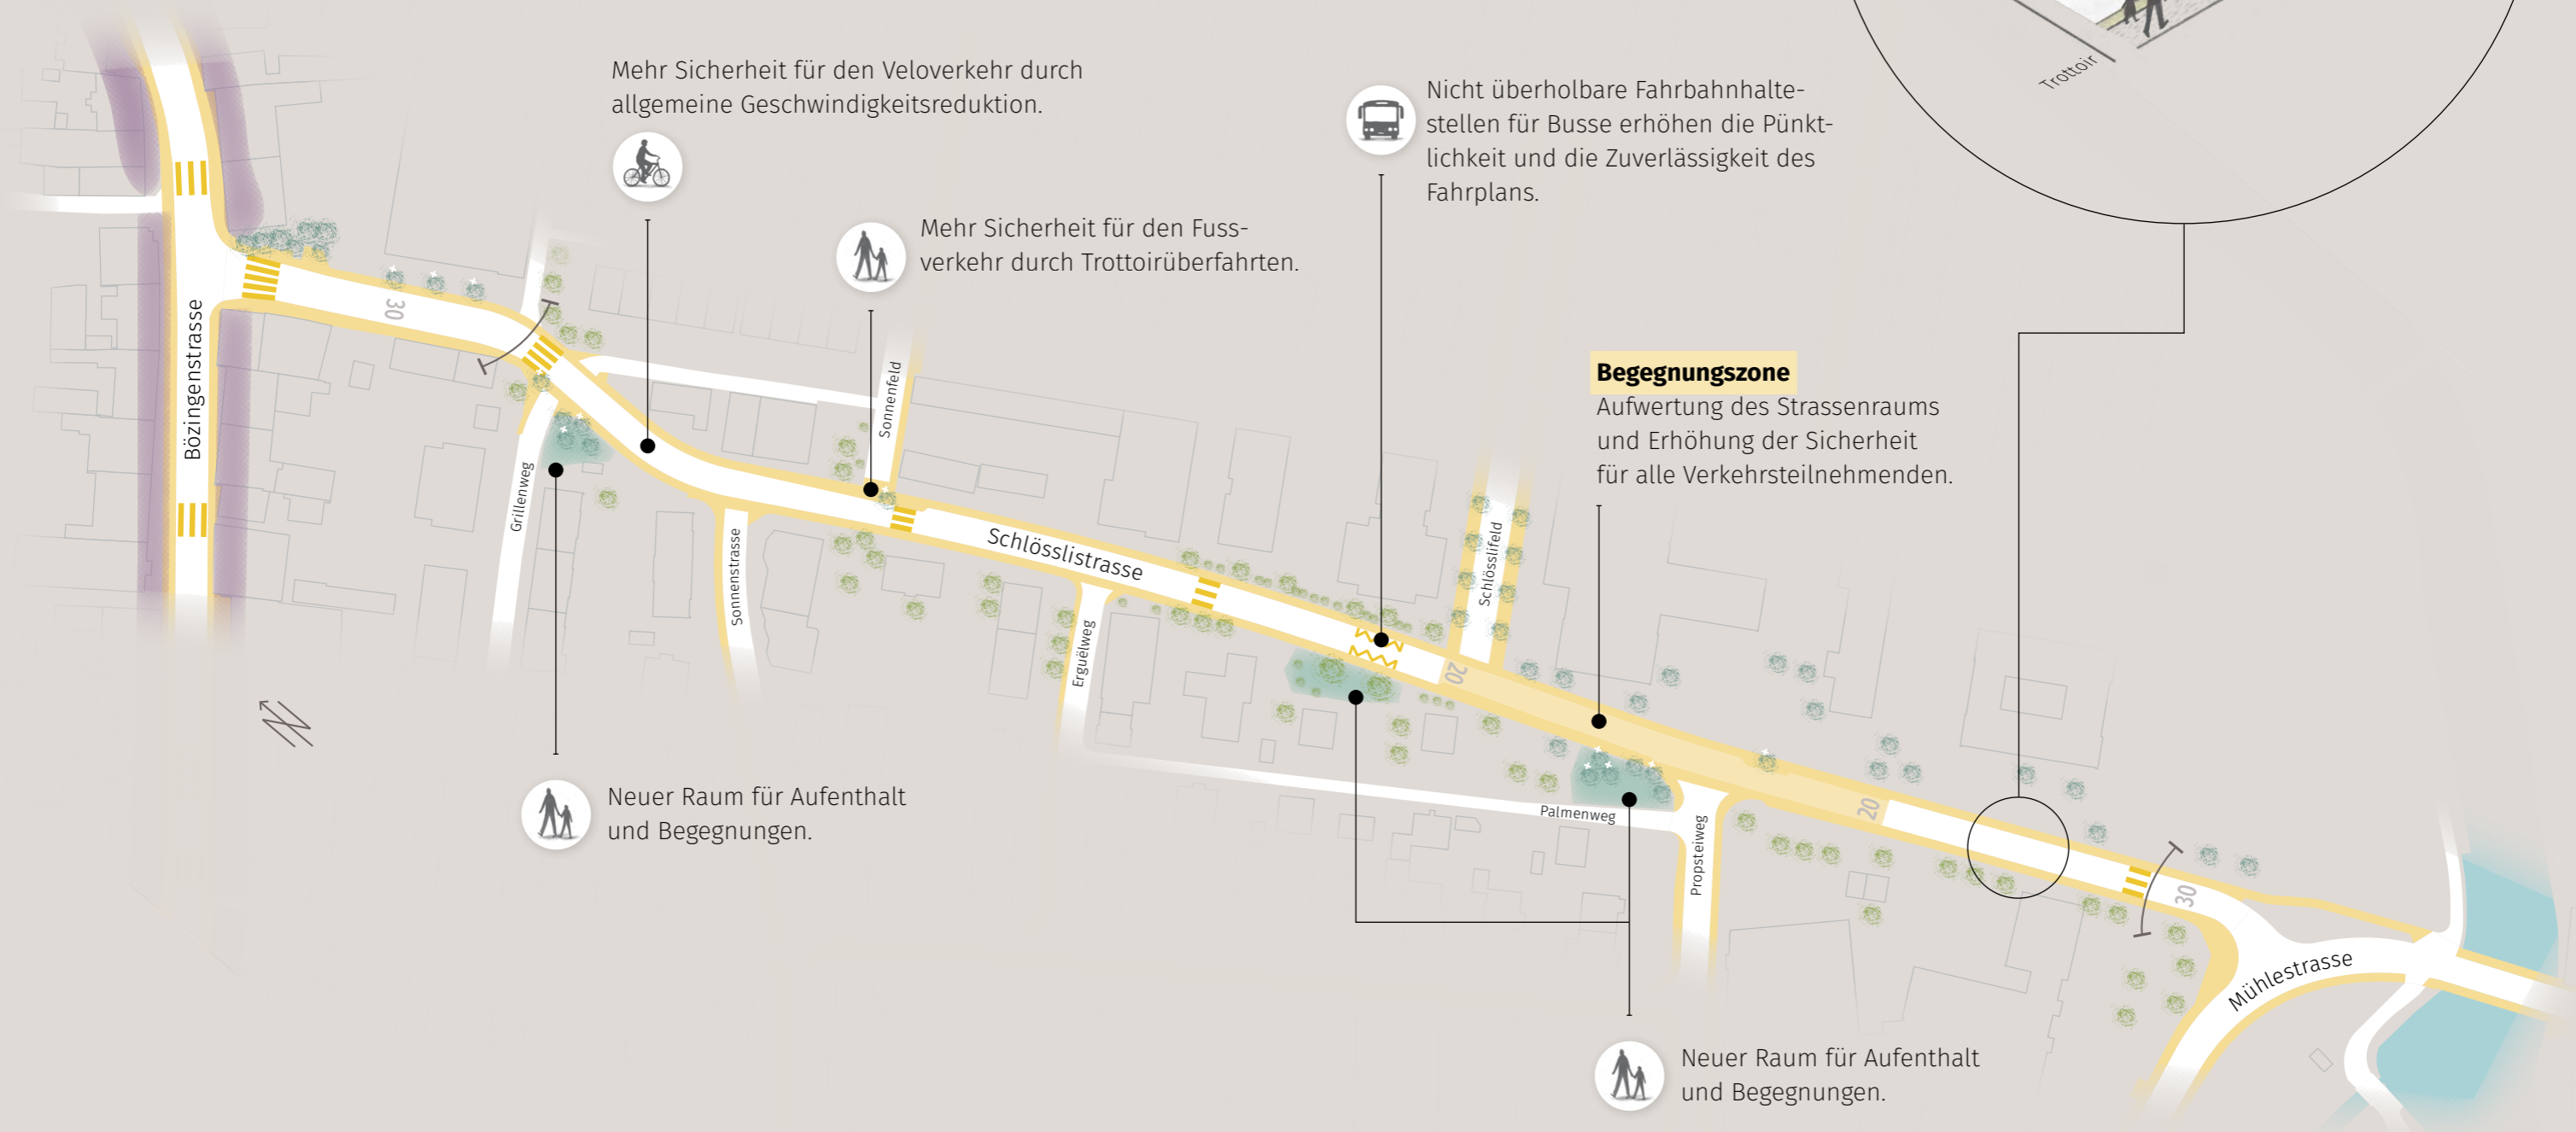 Trottoir
Mehr Sicherheit für den Veloverkehr durch
allgemeine Geschwindigkeitsreduktion.
Nicht überholbare Fahrbahnhalte-
stellen für Busse erhöhen die Pünkt-
lichkeit und die Zuverlässigkeit des
Fahrplans.
Mehr Sicherheit für den Fuss-
verkehr durch Trottoirüberfahrten.
Begegnungszone
Aufwertung des Strassenraums
und Erhöhung der Sicherheit
für alle Verkehrsteilnehmenden.
Bözingenstrasse
30
Sonnenfeld
Grillenweg
Sonnenstrasse
Schlösslistrasse
Erguëlweg
Schlösslifeld
20
Palmenweg
Propsteiweg
20
30
Mühlestrasse
N
Neuer Raum für Aufenthalt
und Begegnungen.
Neuer Raum für Aufenthalt
und Begegnungen.